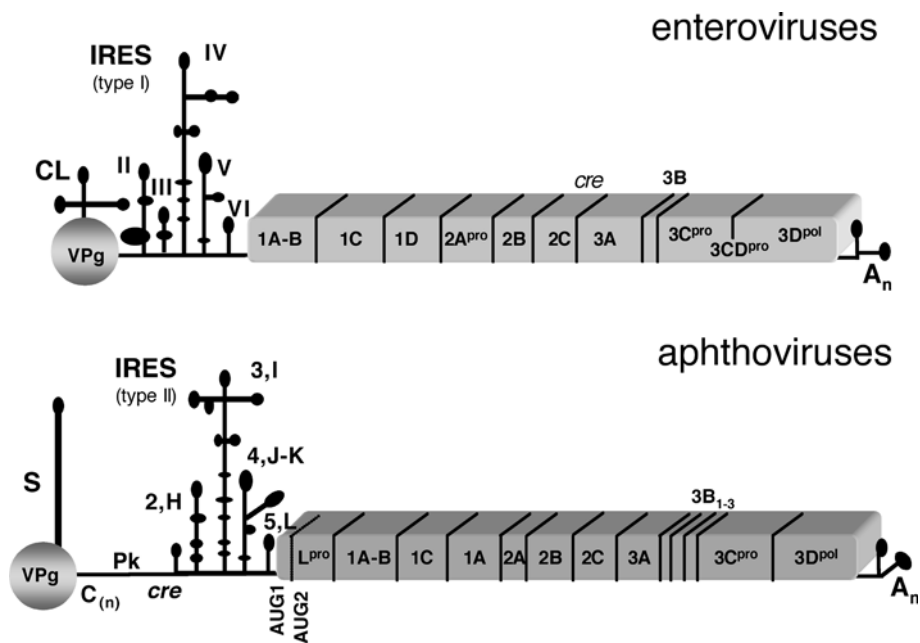 enteroviruses
IRES
(type I)
IV
CL
II
III
V
VI
cre
3B
VPg
1A-B
1C
1D
2Apro
2B
2C
3A
3Cpro
3CDpro
3Dpol
An
aphthoviruses
IRES
(type II)
3,I
S
4,J-K
2,H
5,L
3B1-3
VPg
Pk
C(n)
cre
AUG1
AUG2
Lpro
1A-B
1C
1A
2A
2B
2C
3A
3Cpro
3Dpol
An